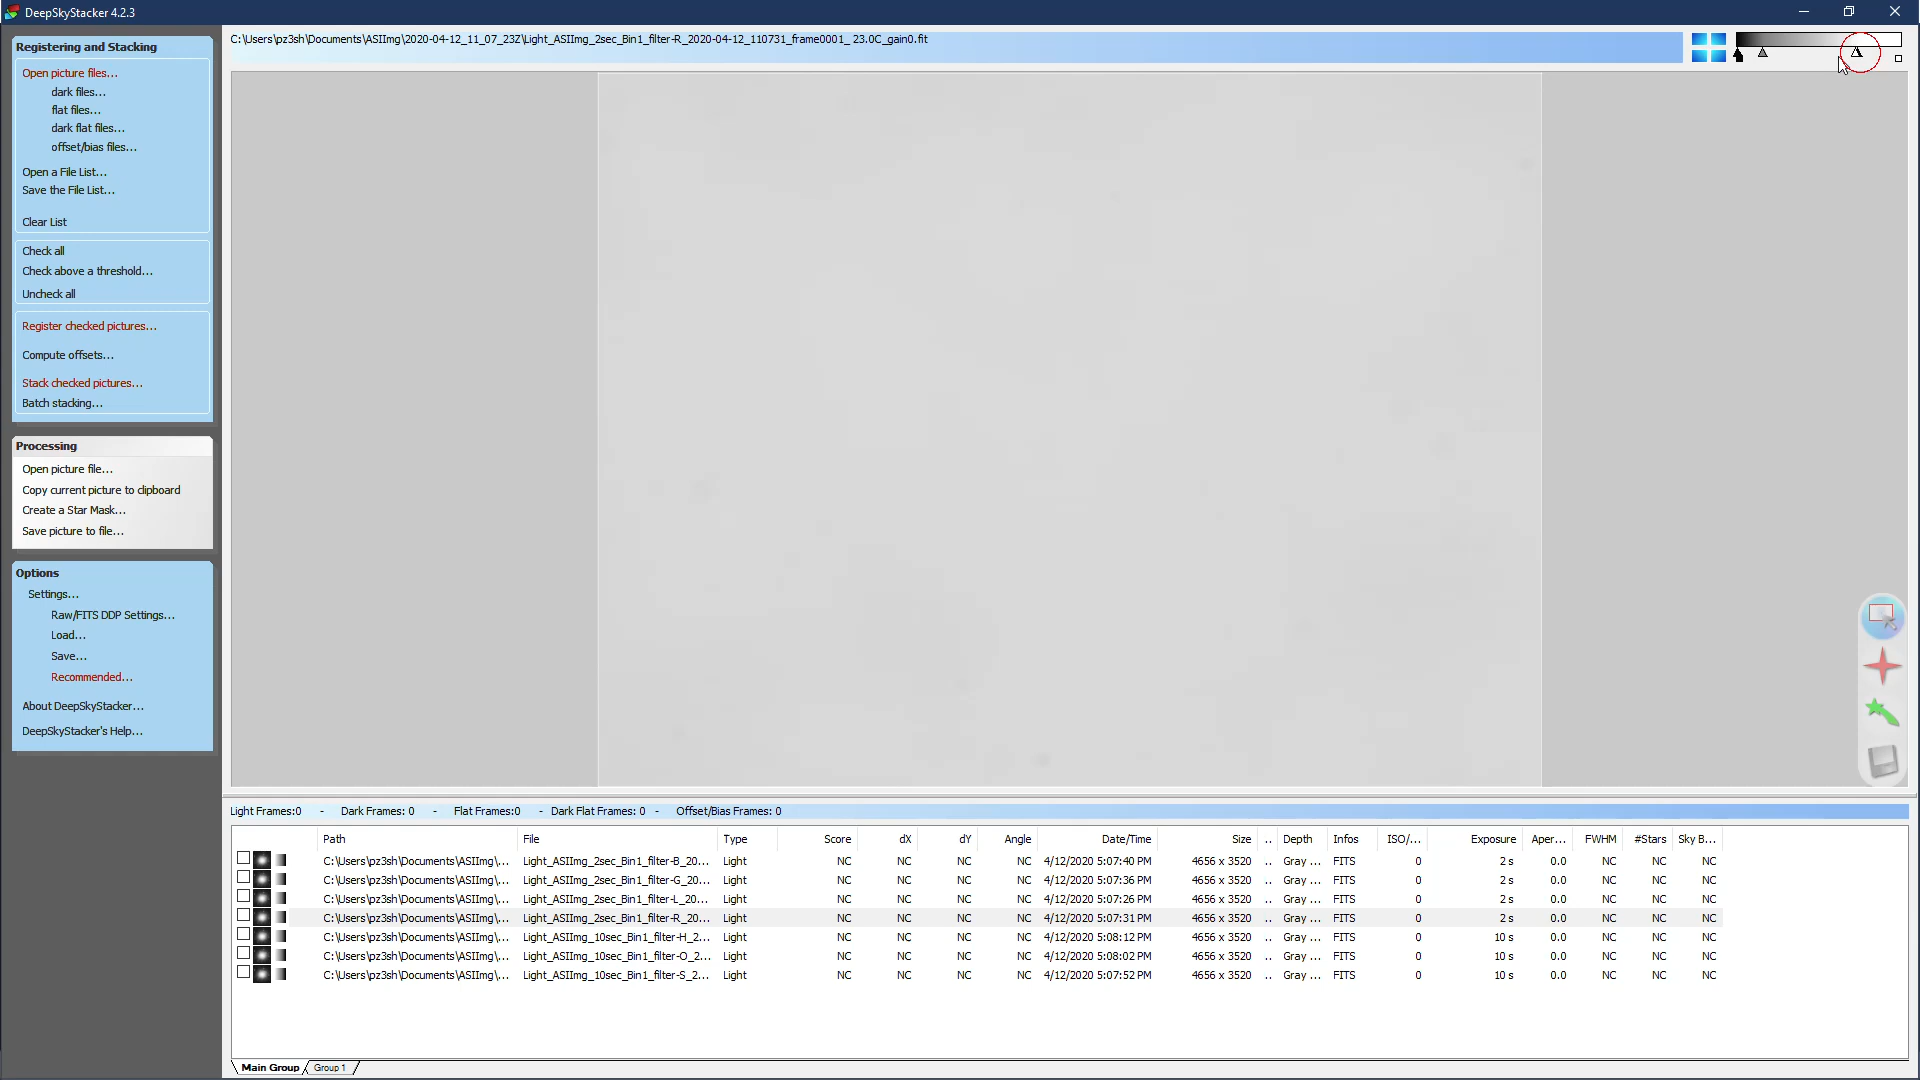 DeepSkyStacker 4.2.3
Registering and Stacking
Open picture files...
dark files...
flat files...
dark flat files...
offset/bias files...
Open a File List...
Save the File List...
Clear List
Check all
Check above a threshold...
Uncheck all
Register checked pictures...
Compute offsets...
Stack checked pictures...
Batch stacking...
Processing
Open picture file...
Copy current picture to clipboard
Create a Star Mask...
Save picture to file...
Options
Settings...
Raw/FITS DDP Settings...
Load...
Save...
Recommended...
About DeepSkyStacker...
DeepSkyStacker's Help...
C:\Users\pz3sh\Documents\ASIImg\2020-04-12_11_07_23Z\Light_ASIImg_2sec_Bin1_filter-R_2020-04-12_110731_frame0001_ 23.0C_gain0.fit
Light Frames:0 - Dark Frames: 0 - Flat Frames:0 - Dark Flat Frames: 0 - Offset/Bias Frames: 0
Path File Type Score dX dY Angle Date/Time Size .. Depth Infos ISO/... Exposure Aper... FWHM #Stars Sky B...
C:\Users\pz3sh\Documents\ASIImg\... Light_ASIImg_2sec_Bin1_filter-B_20... Light NC NC NC NC 4/12/2020 5:07:40 PM 4656 x 3520 .. Gray ... FITS 0 2 s 0.0 NC NC NC
C:\Users\pz3sh\Documents\ASIImg\... Light_ASIImg_2sec_Bin1_filter-G_20... Light NC NC NC NC 4/12/2020 5:07:36 PM 4656 x 3520 .. Gray ... FITS 0 2 s 0.0 NC NC NC
C:\Users\pz3sh\Documents\ASIImg\... Light_ASIImg_2sec_Bin1_filter-L_20... Light NC NC NC NC 4/12/2020 5:07:26 PM 4656 x 3520 .. Gray ... FITS 0 2 s 0.0 NC NC NC
C:\Users\pz3sh\Documents\ASIImg\... Light_ASIImg_2sec_Bin1_filter-R_20... Light NC NC NC NC 4/12/2020 5:07:31 PM 4656 x 3520 .. Gray ... FITS 0 2 s 0.0 NC NC NC
C:\Users\pz3sh\Documents\ASIImg\... Light_ASIImg_10sec_Bin1_filter-H_2... Light NC NC NC NC 4/12/2020 5:08:12 PM 4656 x 3520 .. Gray ... FITS 0 10 s 0.0 NC NC NC
C:\Users\pz3sh\Documents\ASIImg\... Light_ASIImg_10sec_Bin1_filter-O_2... Light NC NC NC NC 4/12/2020 5:08:02 PM 4656 x 3520 .. Gray ... FITS 0 10 s 0.0 NC NC NC
C:\Users\pz3sh\Documents\ASIImg\... Light_ASIImg_10sec_Bin1_filter-S_2... Light NC NC NC NC 4/12/2020 5:07:52 PM 4656 x 3520 .. Gray ... FITS 0 10 s 0.0 NC NC NC
Main Group Group 1